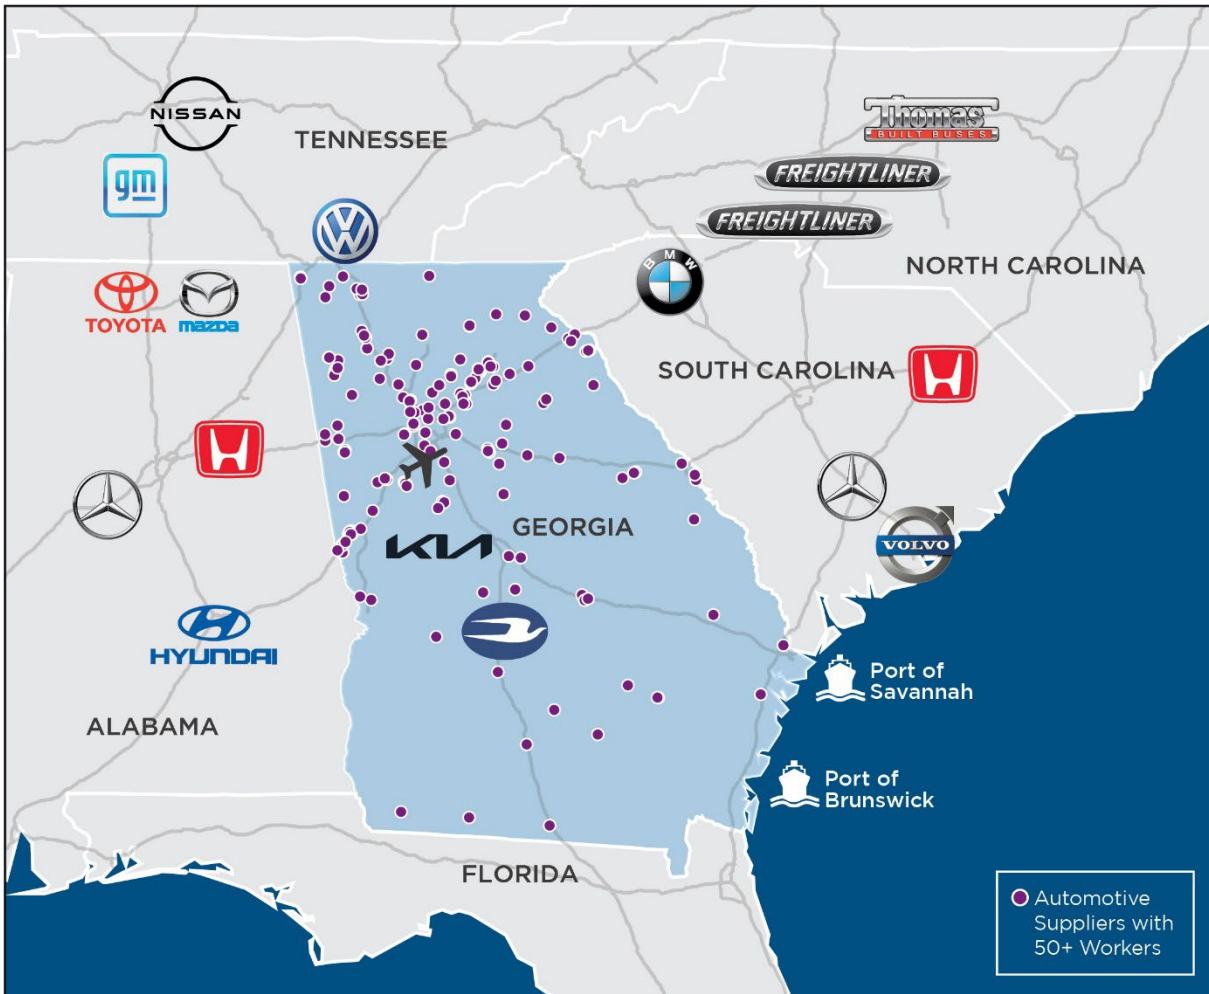 NISSAN
TENNESSEE
Thomas
BUILT BUSES
gm
FREIGHTLINER
FREIGHTLINER
BMW
NORTH CAROLINA
TOYOTA
mazda
SOUTH CAROLINA
GEORGIA
VOLVO
KIA
HYUNDAI
Port of
Savannah
ALABAMA
Port of
Brunswick
FLORIDA
Automotive
Suppliers with
50+ Workers